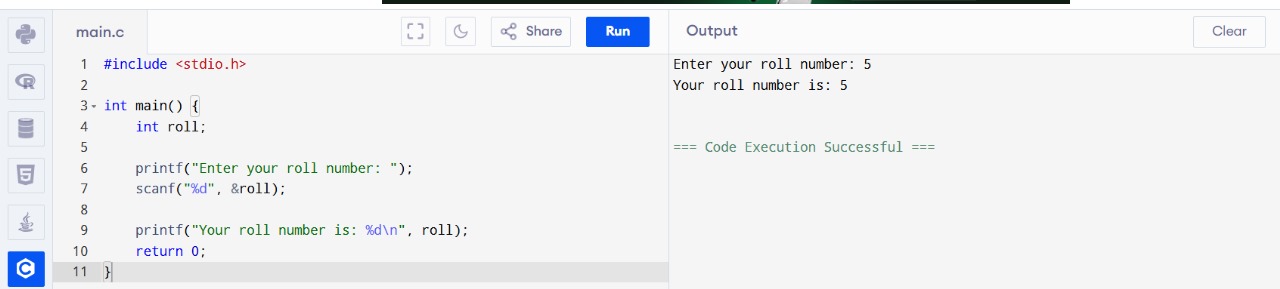 main.c
Share
Run
Output
Clear
1 #include <stdio.h>
2
3 int main() {
4     int roll;
5
6     printf("Enter your roll number: ");
7     scanf("%d", &roll);
8
9     printf("Your roll number is: %d\n", roll);
10     return 0;
11 }
Enter your roll number: 5
Your roll number is: 5
=== Code Execution Successful ===